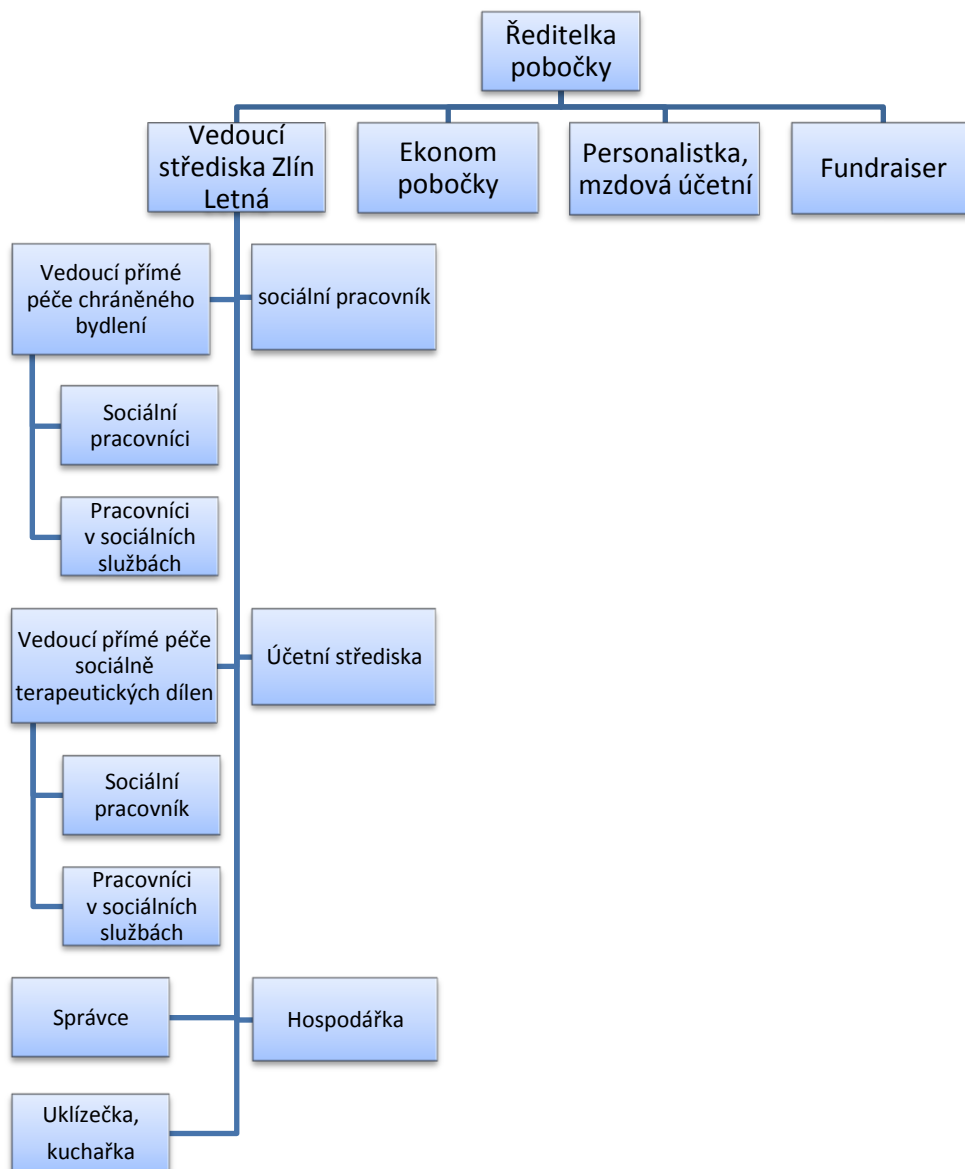 Ředitelka
pobočky
Vedoucí
střediska Zlín
Letná
Ekonom
pobočky
Personalistka,
mzdová účetní
Fundraiser
Vedoucí přímé
péče chráněného
bydlení
sociální pracovník
Sociální
pracovníci
Pracovníci
v sociálních
službách
Vedoucí přímé péče
sociálně
terapeutických dílen
Účetní střediska
Sociální
pracovník
Pracovníci
v sociálních
službách
Správce
Hospodářka
Uklízečka,
kuchařka